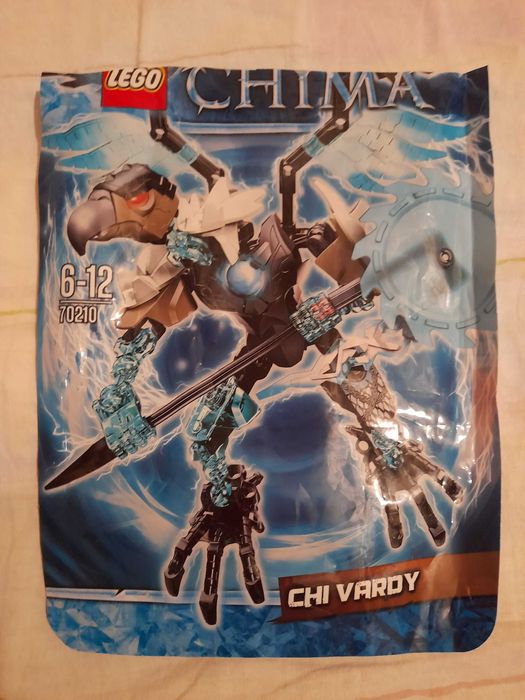 LEGO
CHIMA
6-12
70210
CHI VARDY